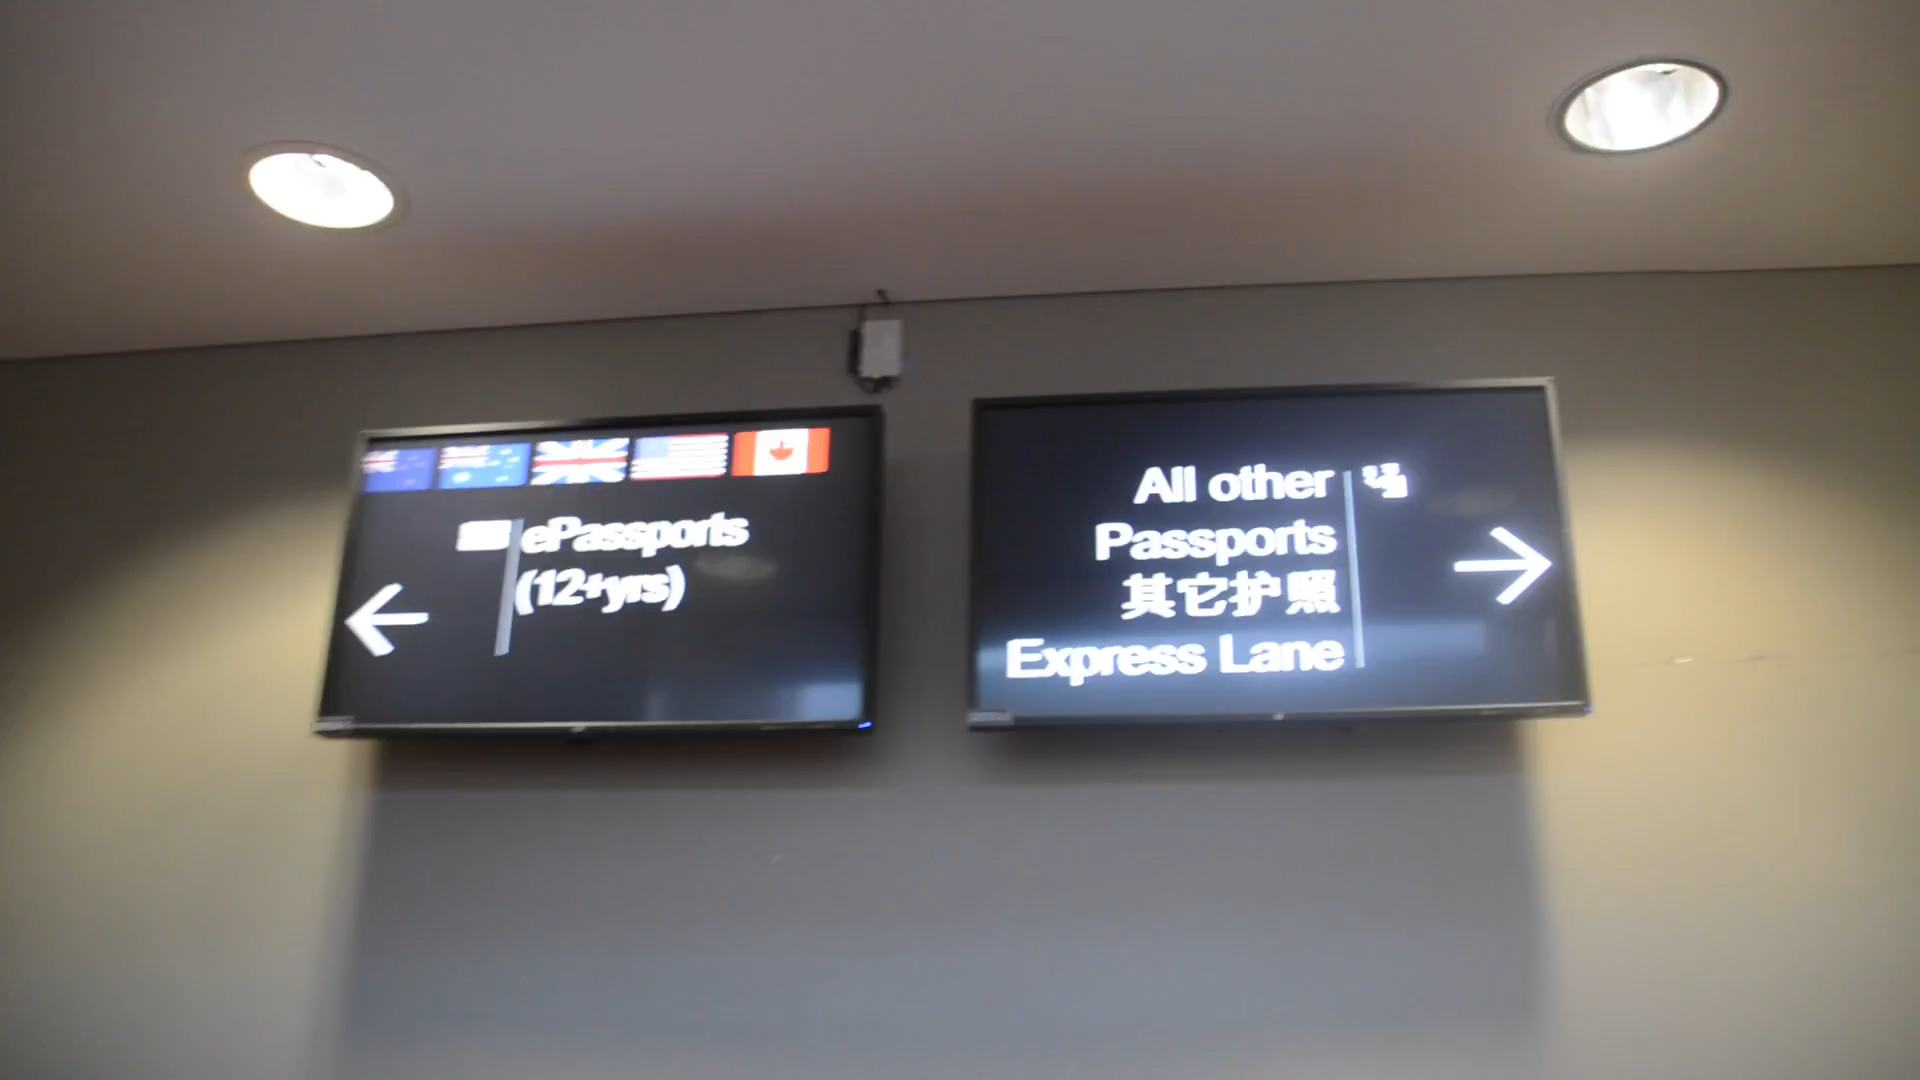 ePassports
(12+yrs)
All other
Passports
其它护照
Express Lane